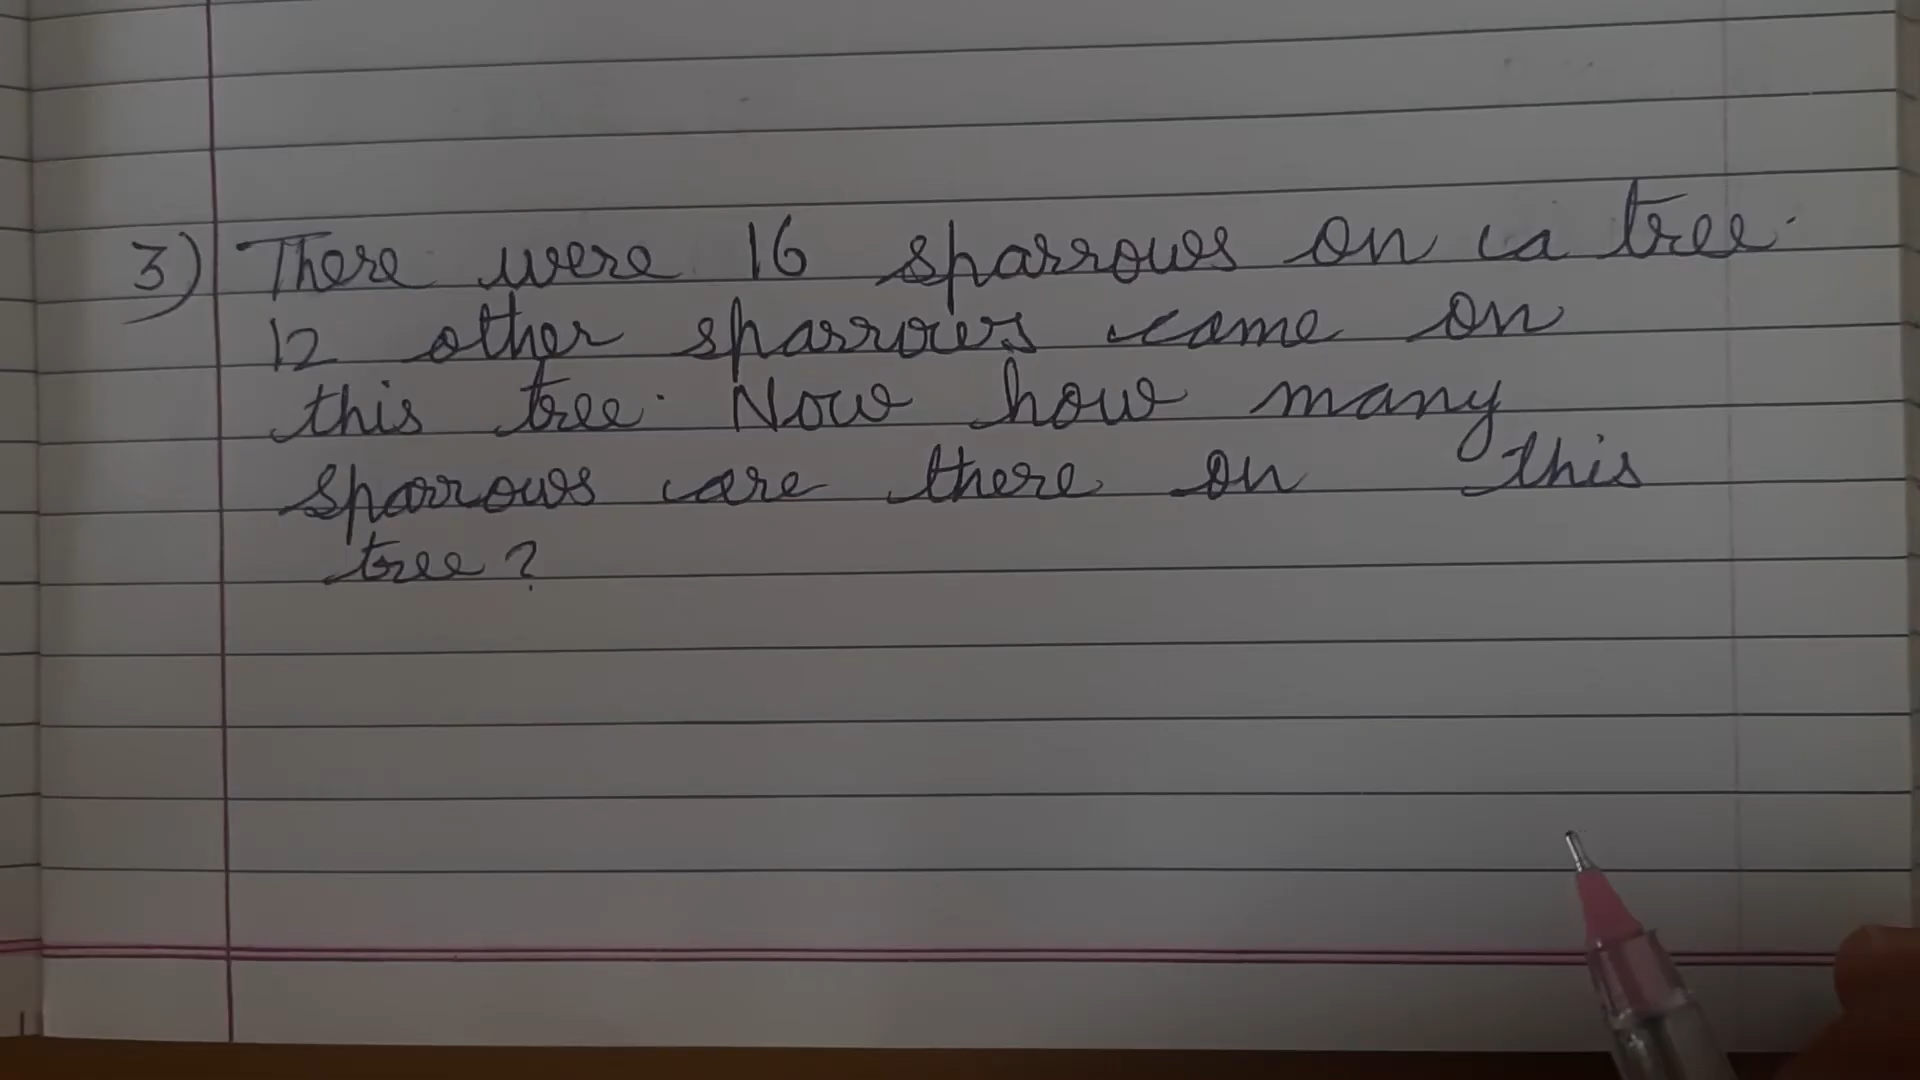 3) There were 16 sparrows on a tree.
12 other sparrows came on
this tree. Now how many
sparrows are there on this
tree?